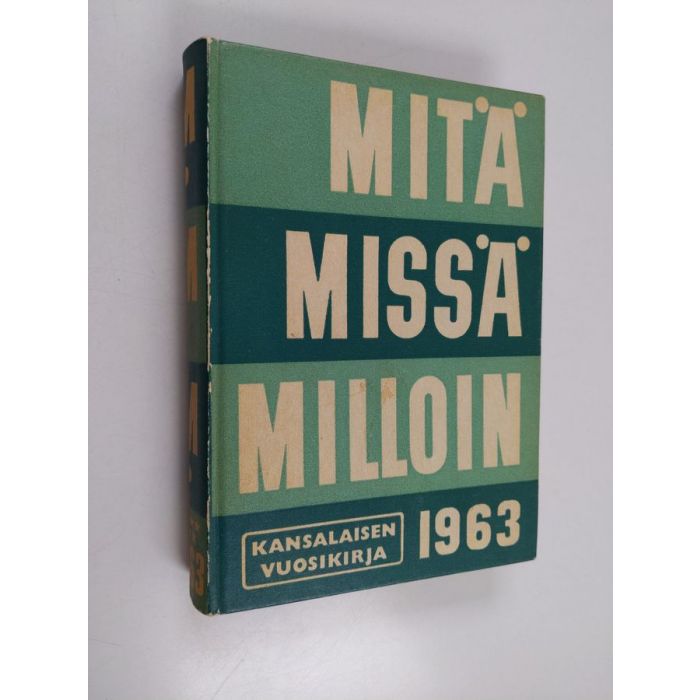 MITÄ
MISSÄ
MILLOIN
KANSALAISEN
VUOSIKIRJA
1963
M
M
M